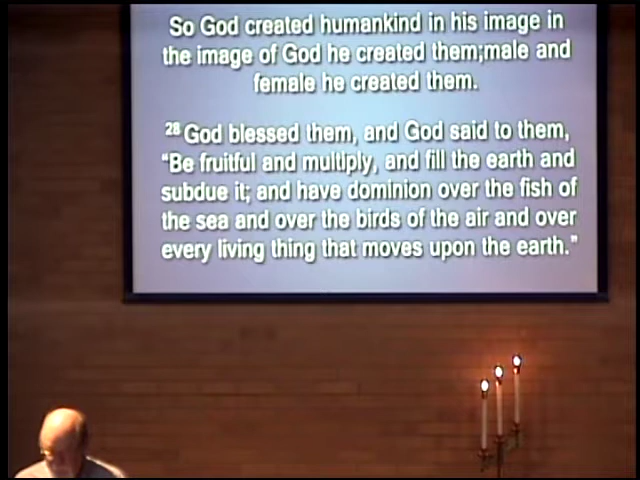 So God created humankind in his image in
the image of God he created them;male and
female he created them.
28 God blessed them, and God said to them,
“Be fruitful and multiply, and fill the earth and
subdue it; and have dominion over the fish of
the sea and over the birds of the air and over
every living thing that moves upon the earth.”